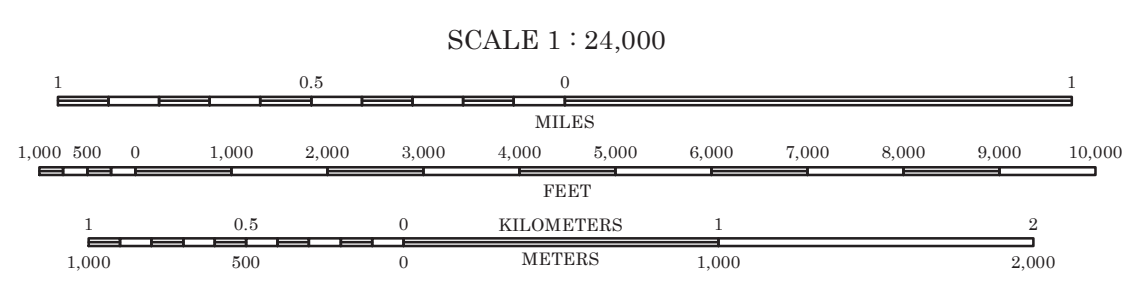 SCALE 1 : 24,000
1 0.5 0 1
MILES
1,000 500 0 1,000 2,000 3,000 4,000 5,000 6,000 7,000 8,000 9,000 10,000
FEET
1 0.5 0 KILOMETERS 1 2
1,000 500 0 METERS 1,000 2,000